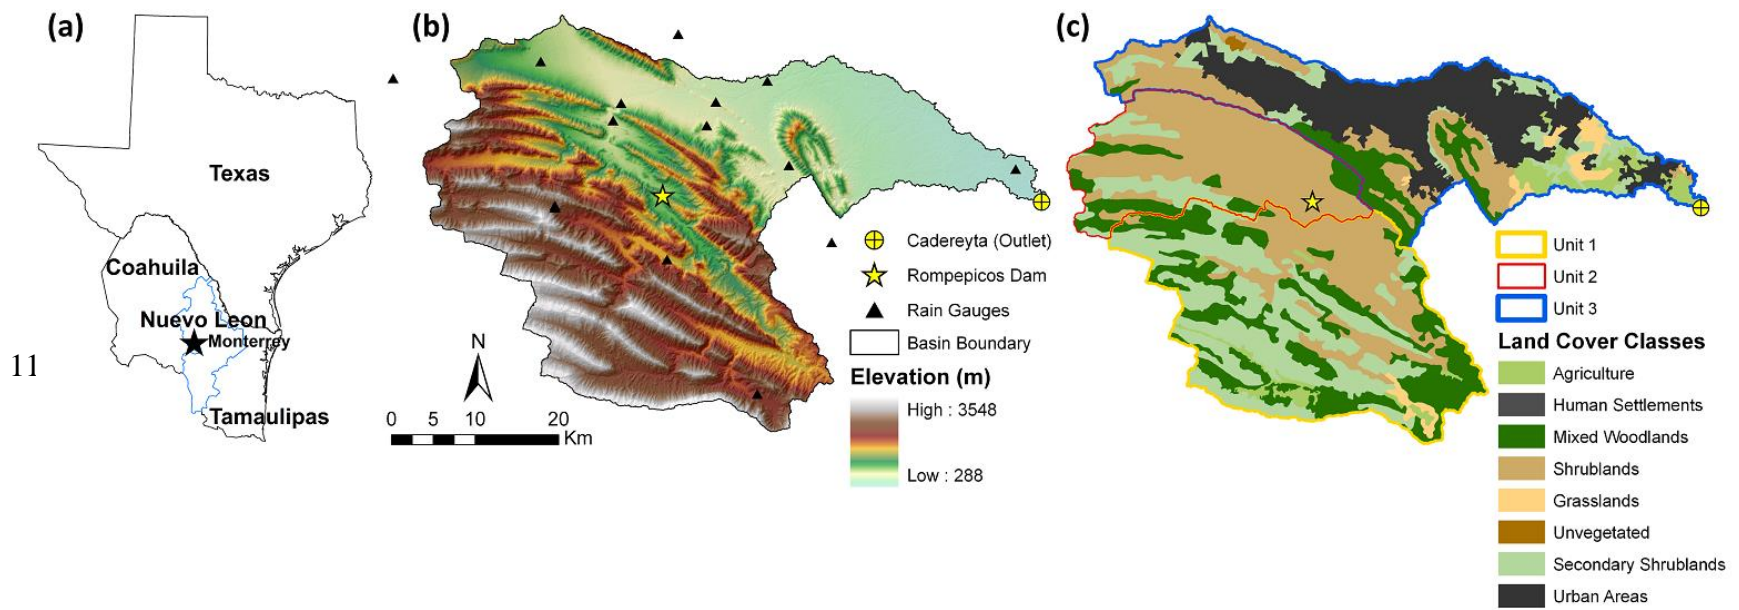 (a)
Texas
Coahuila
Nuevo Leon
Monterrey
Tamaulipas
11
(b)
Cadereyta (Outlet)
Rompepicos Dam
Rain Gauges
Basin Boundary
Elevation (m)
High : 3548
Low : 288
N
0 5 10 20
Km
(c)
Unit 1
Unit 2
Unit 3
Land Cover Classes
Agriculture
Human Settlements
Mixed Woodlands
Shrublands
Grasslands
Unvegetated
Secondary Shrublands
Urban Areas